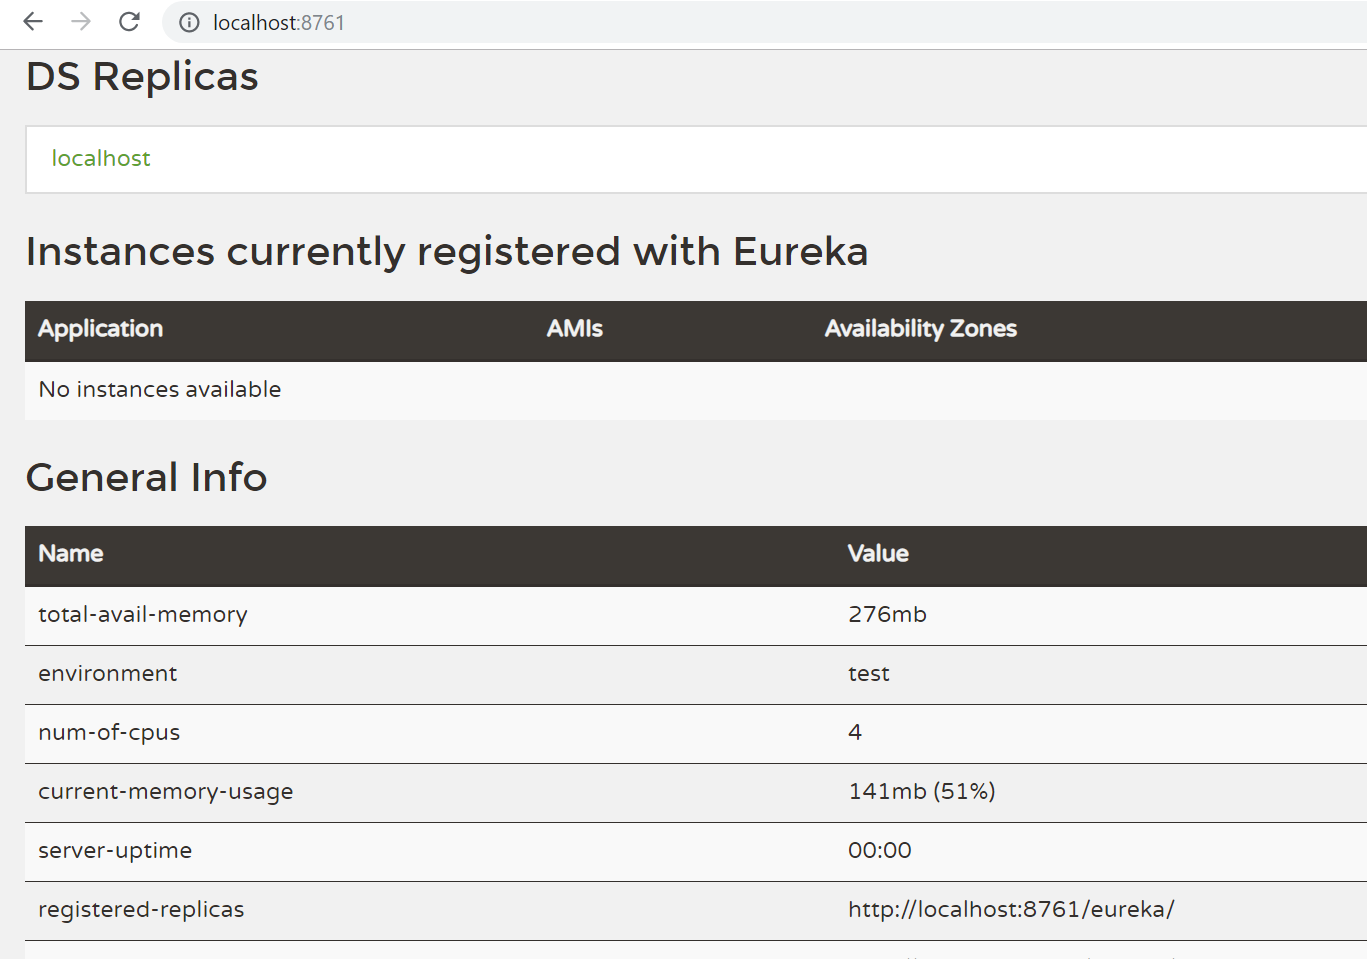 localhost:8761
DS Replicas
localhost
Instances currently registered with Eureka
Application AMIs Availability Zones
No instances available
General Info
Name Value
total-avail-memory 276mb
environment test
num-of-cpus 4
current-memory-usage 141mb (51%)
server-uptime 00:00
registered-replicas http://localhost:8761/eureka/